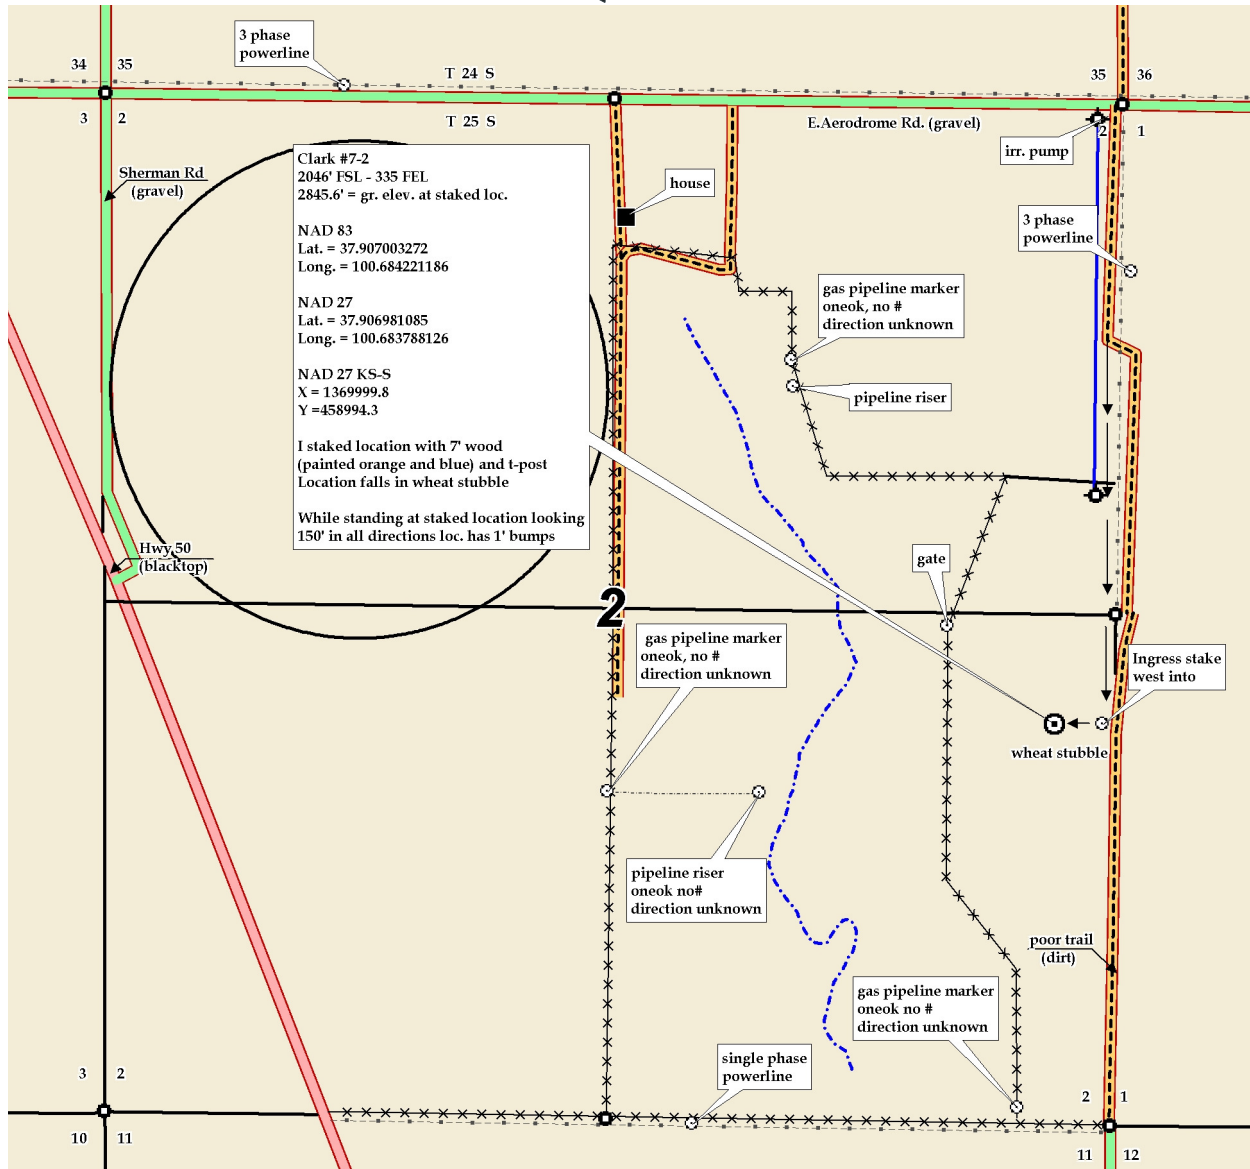 3 phase
powerline
34
35
T 24 S
35
36
3
2
T 25 S
E.Aerodrome Rd. (gravel)
2
1
irr. pump
Sherman Rd
(gravel)
Clark #7-2
2046' FSL - 335 FEL
2845.6' = gr. elev. at staked loc.
NAD 83
Lat. = 37.907003272
Long. = 100.684221186
NAD 27
Lat. = 37.906981085
Long. = 100.683788126
NAD 27 KS-S
X = 1369999.8
Y =458994.3
I staked location with 7' wood
(painted orange and blue) and t-post
Location falls in wheat stubble
While standing at staked location looking
150' in all directions loc. has 1' bumps
house
3 phase
powerline
gas pipeline marker
oneok, no #
direction unknown
pipeline riser
Hwy 50
(blacktop)
gate
2
gas pipeline marker
oneok, no #
direction unknown
Ingress stake
west into
wheat stubble
pipeline riser
oneok no#
direction unknown
poor trail
(dirt)
gas pipeline marker
oneok no #
direction unknown
single phase
powerline
3
2
2
1
10
11
11
12